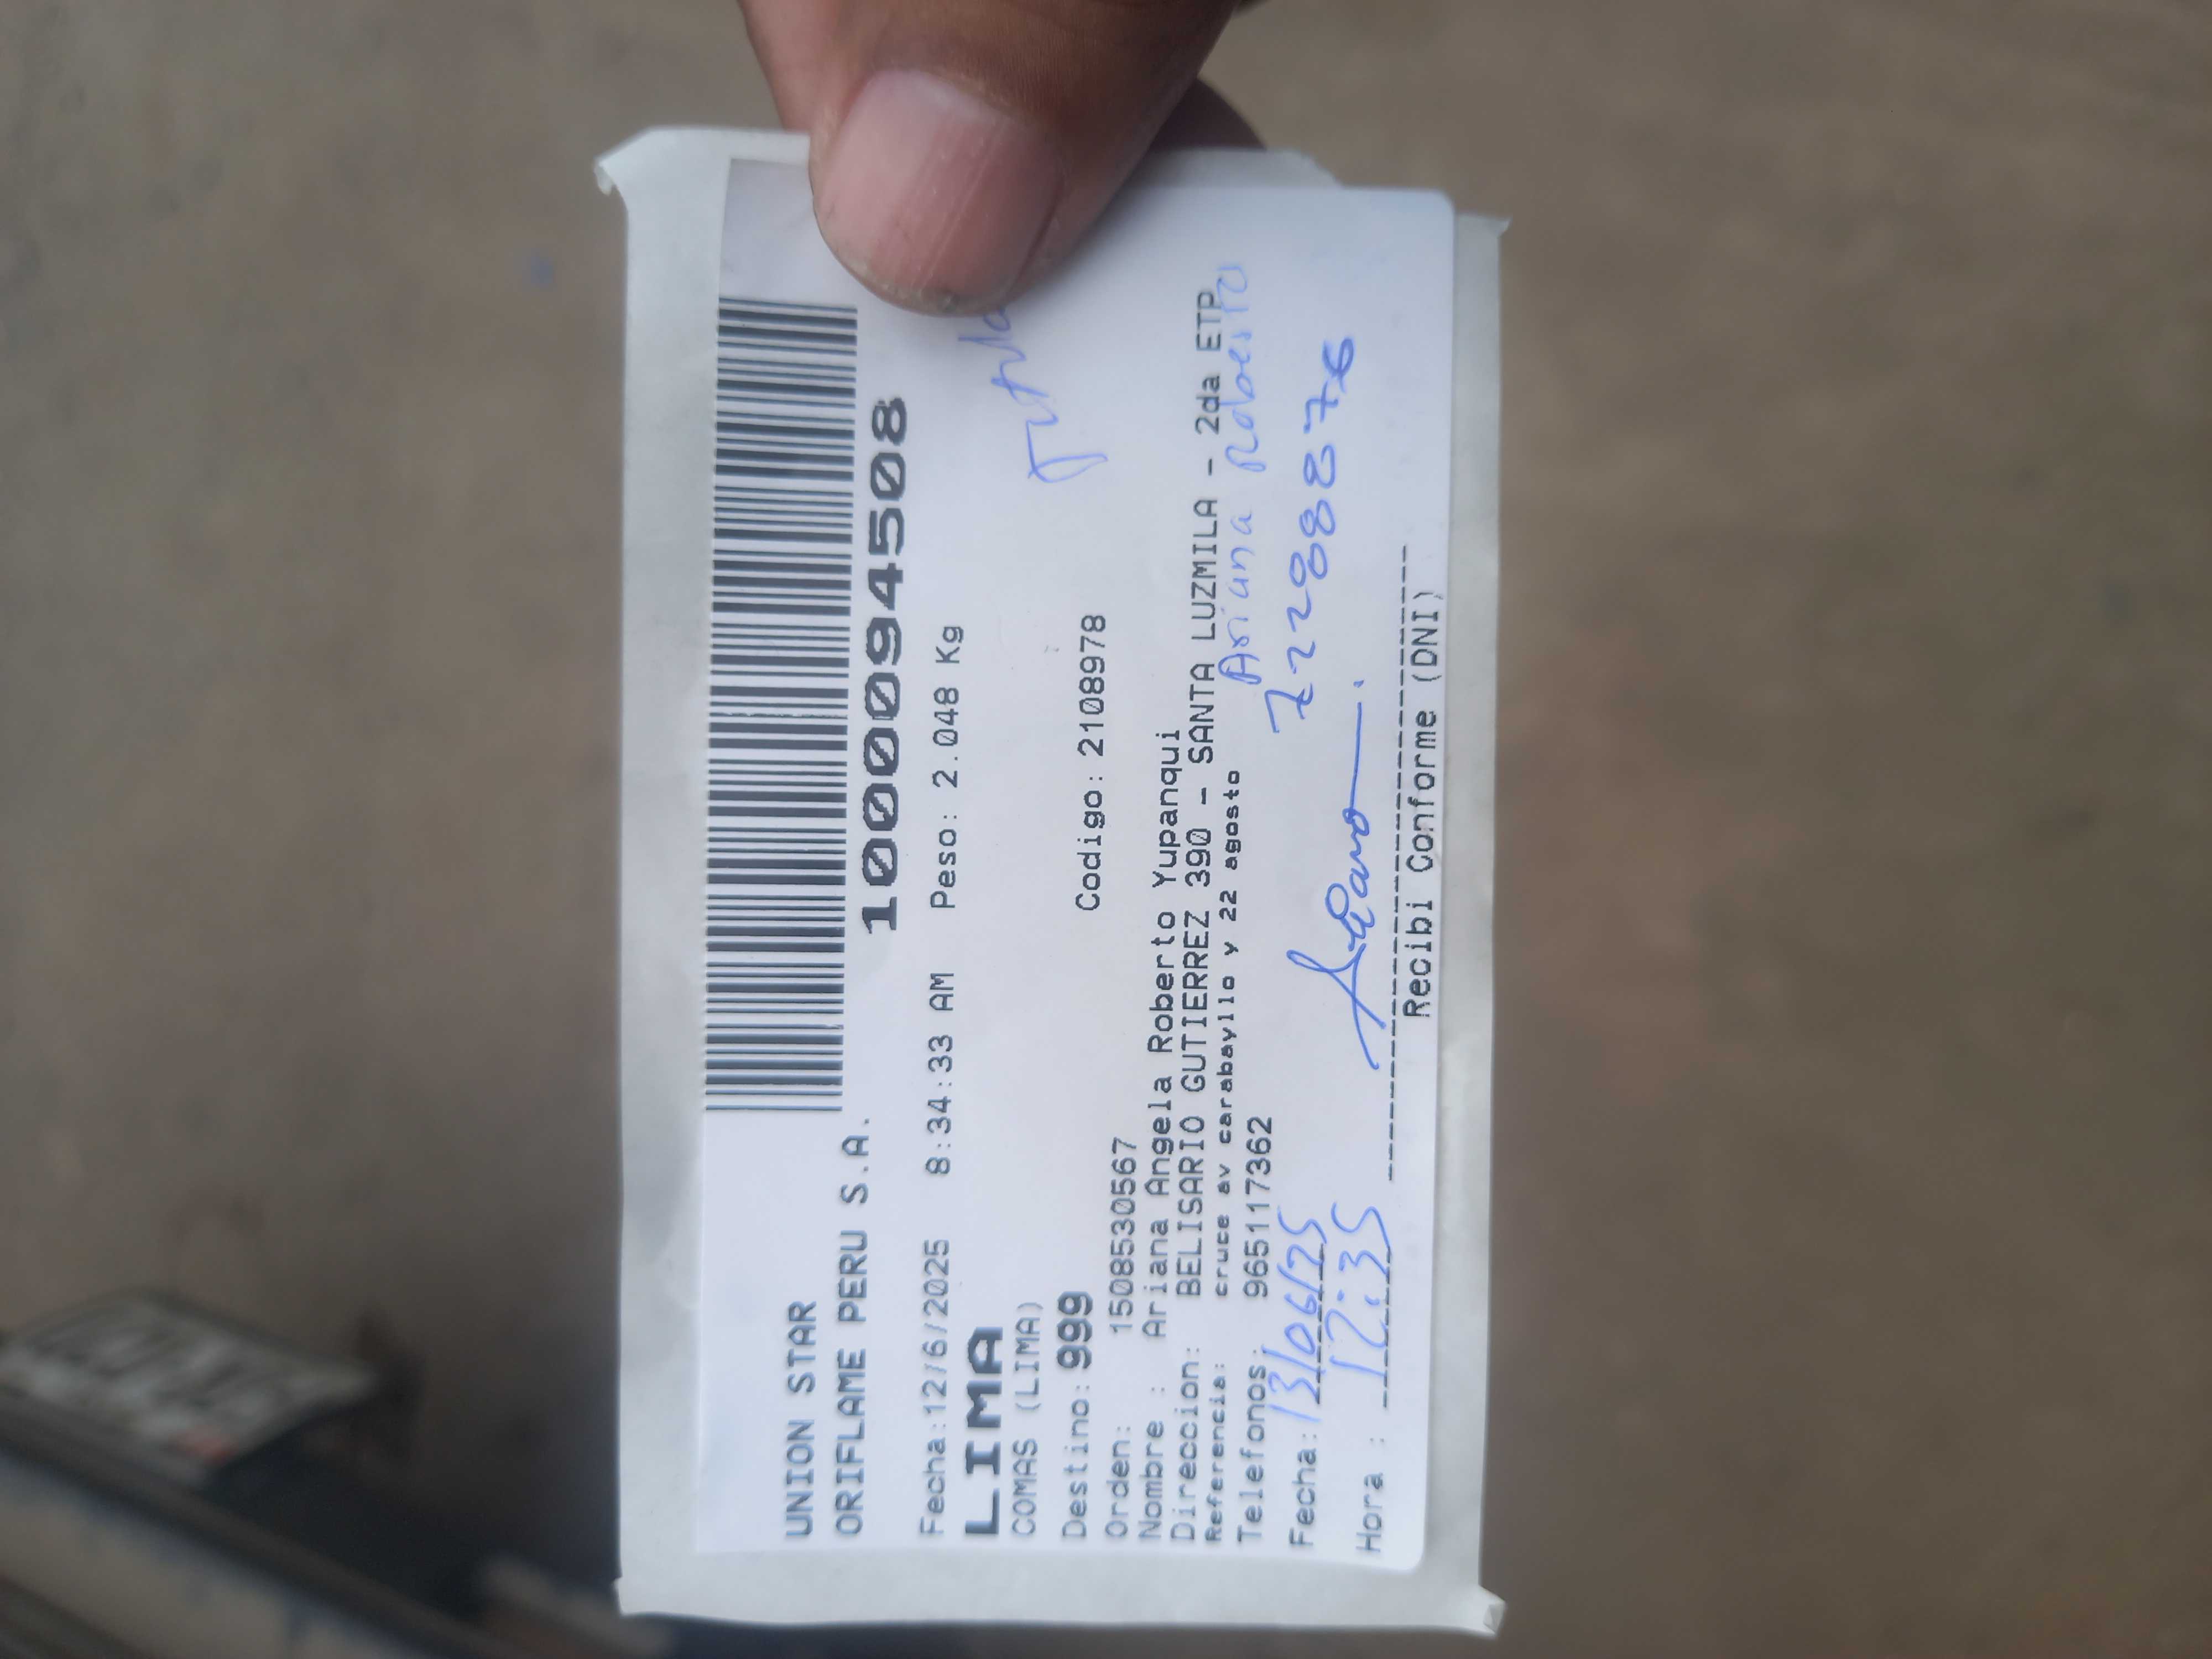 UNION STAR
ORIFLAME PERU S.A.
10000094508
Fecha:12/6/2025 8:34:33 AM Peso: 2.048 Kg
LIMA
COMAS (LIMA)
Destino:999 Codigo: 2108978
Orden: 1508530567
Nombre : Ariana Angela Roberto Yupanqui
Direccion: BELISARIO GUTIERREZ 390 - SANTA LUZMILA - 2da ETP
Referencia: cruce av carabayllo y 22 agosto
Ariana Roberto
Telefonos: 965117362
72288876
Fecha: 13/06/25
Hora : 12:35
Recibi Conforme (DNI)